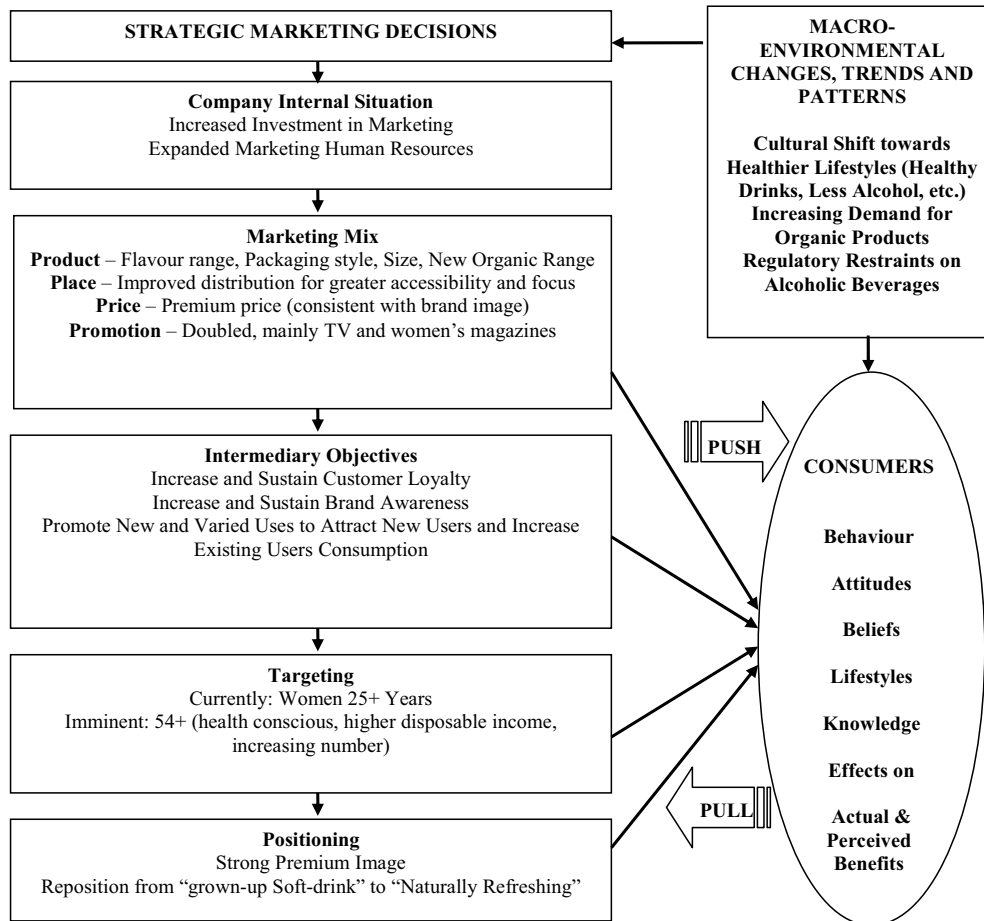 STRATEGIC MARKETING DECISIONS
Company Internal Situation
Increased Investment in Marketing
Expanded Marketing Human Resources
Marketing Mix
Product – Flavour range, Packaging style, Size, New Organic Range
Place – Improved distribution for greater accessibility and focus
Price – Premium price (consistent with brand image)
Promotion – Doubled, mainly TV and women’s magazines
Intermediary Objectives
Increase and Sustain Customer Loyalty
Increase and Sustain Brand Awareness
Promote New and Varied Uses to Attract New Users and Increase
Existing Users Consumption
Targeting
Currently: Women 25+ Years
Imminent: 54+ (health conscious, higher disposable income,
increasing number)
Positioning
Strong Premium Image
Reposition from “grown-up Soft-drink” to “Naturally Refreshing”
MACRO-
ENVIRONMENTAL
CHANGES, TRENDS AND
PATTERNS
Cultural Shift towards
Healthier Lifestyles (Healthy
Drinks, Less Alcohol, etc.)
Increasing Demand for
Organic Products
Regulatory Restraints on
Alcoholic Beverages
PUSH
PULL
CONSUMERS
Behaviour
Attitudes
Beliefs
Lifestyles
Knowledge
Effects on
Actual &
Perceived
Benefits